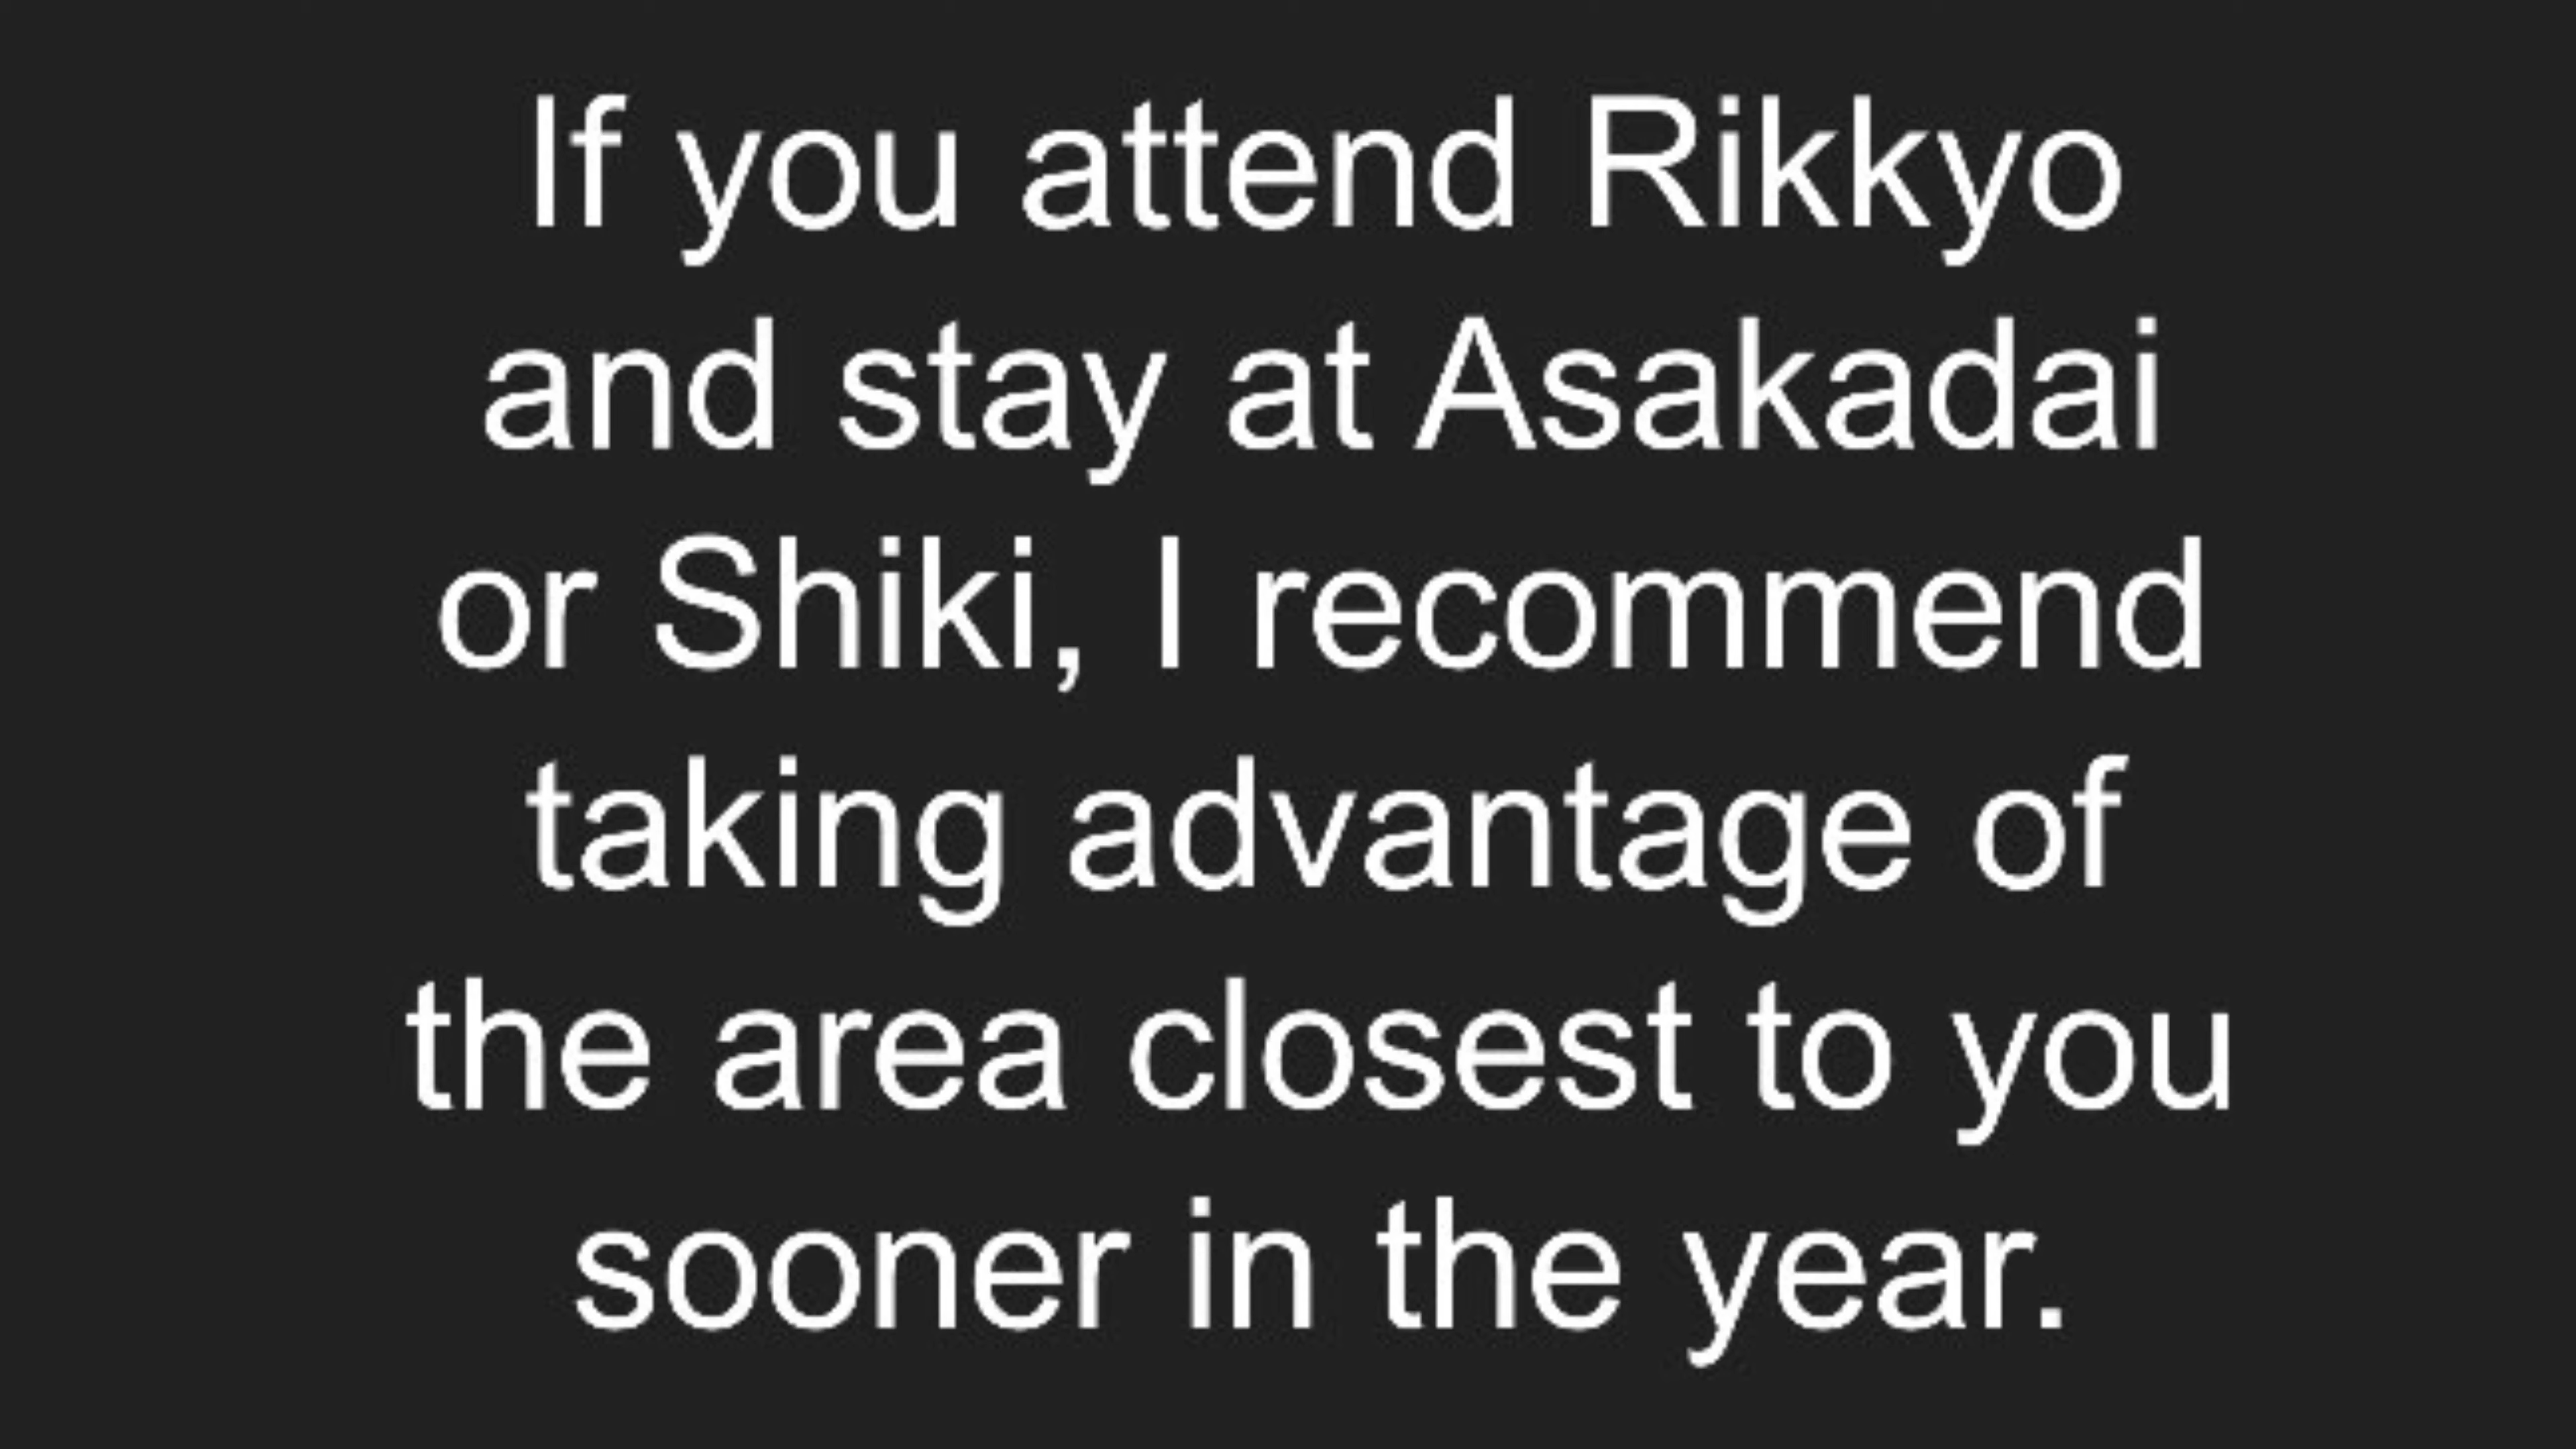 If you attend Rikkyo
and stay at Asakadai
or Shiki, I recommend
taking advantage of
the area closest to you
sooner in the year.